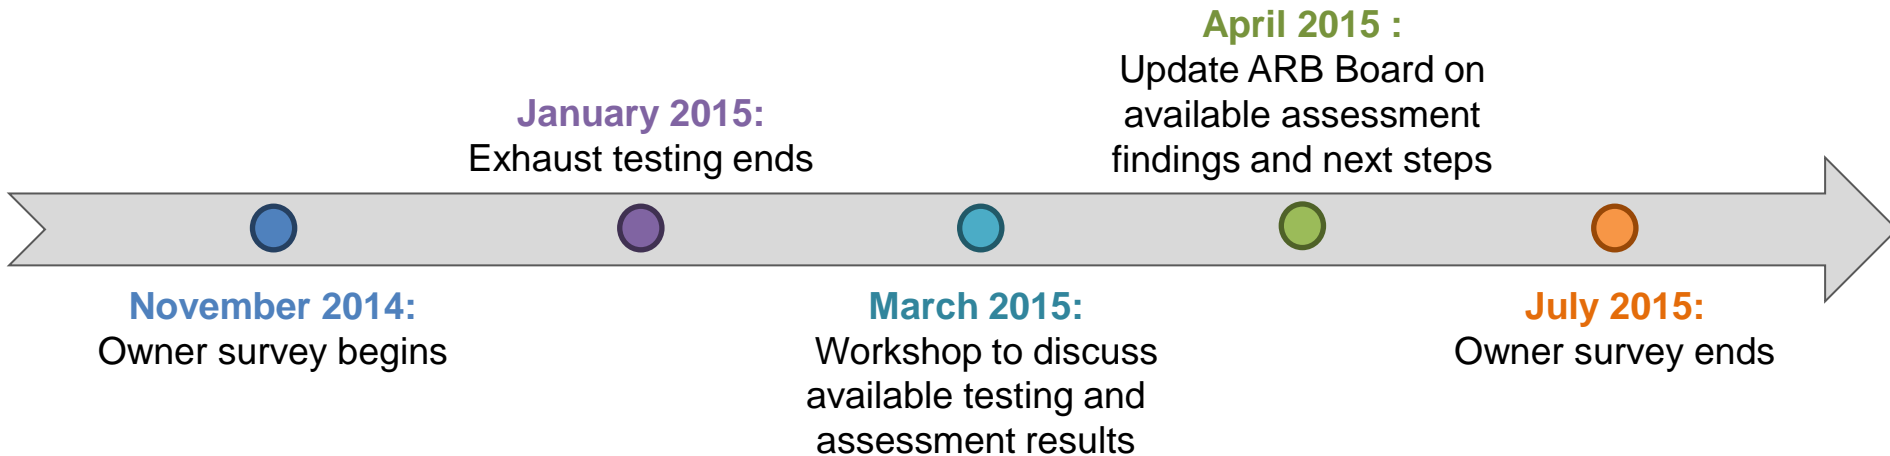 November 2014:
Owner survey begins
January 2015:
Exhaust testing ends
March 2015:
Workshop to discuss
available testing and
assessment results
April 2015 :
Update ARB Board on
available assessment
findings and next steps
July 2015:
Owner survey ends